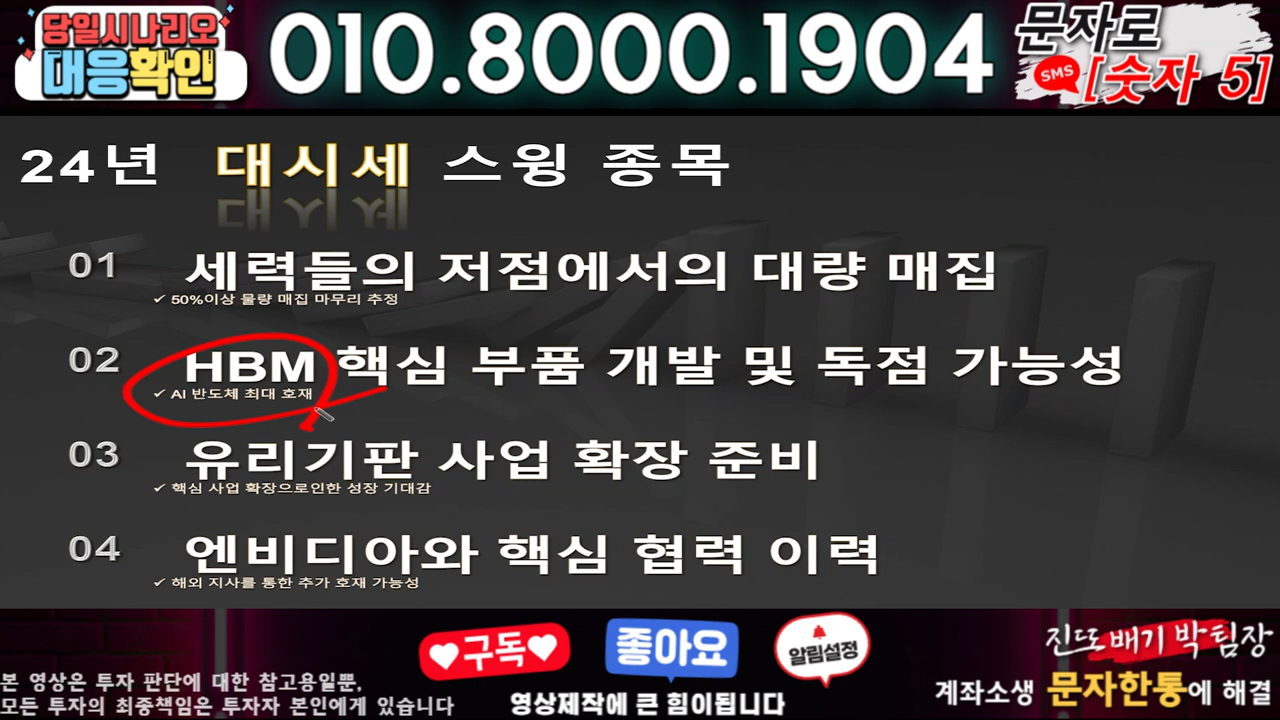 당일시나리오
대응확인
010.8000.1904
문자로
SMS
[숫자 5]
24년 대시세 스윙 종목
01 세력들의 저점에서의 대량 매집
✓ 50%이상 물량 매집 마무리 추정
02 HBM 핵심 부품 개발 및 독점 가능성
✓ AI 반도체 최대 호재
03 유리기판 사업 확장 준비
✓ 핵심 사업 확장으로인한 성장 기대감
04 엔비디아와 핵심 협력 이력
✓ 해외 지사를 통한 추가 호재 가능성
구독
좋아요
알림설정
영상제작에 큰 힘이됩니다
본 영상은 투자 판단에 대한 참고용일뿐,
모든 투자의 최종책임은 투자자 본인에게 있습니다
진또배기 박팀장
계좌소생 문자한통에 해결